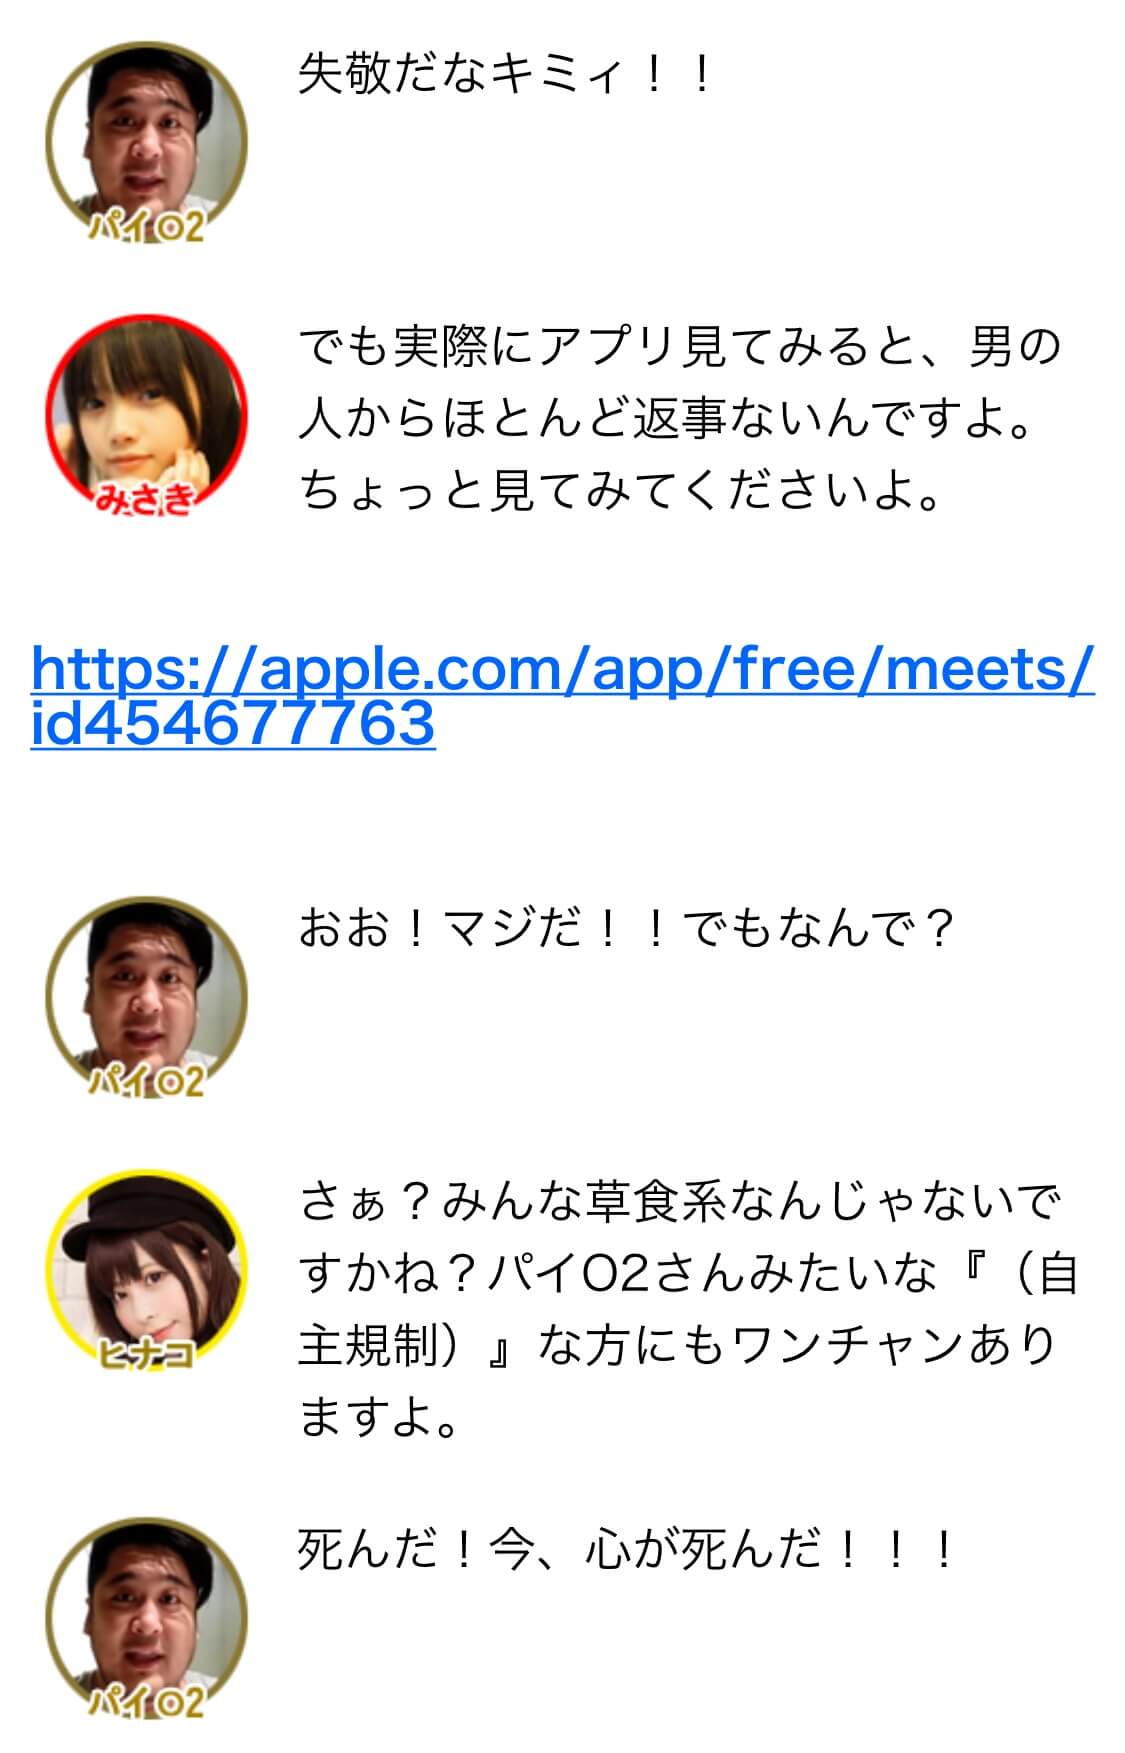 失敬だなキミィ！！
パイO2
でも実際にアプリ見てみると、男の
人からほとんど返事ないんですよ。
ちょっと見てみてくださいよ。
みさき
https://apple.com/app/free/meets/
id454677763
おお！マジだ！！でもなんで？
パイO2
さぁ？みんな草食系なんじゃないで
すかね？パイO2さんみたいな『（自
主規制）』な方にもワンチャンあり
ますよ。
ヒナコ
死んだ！今、心が死んだ！！！
パイO2